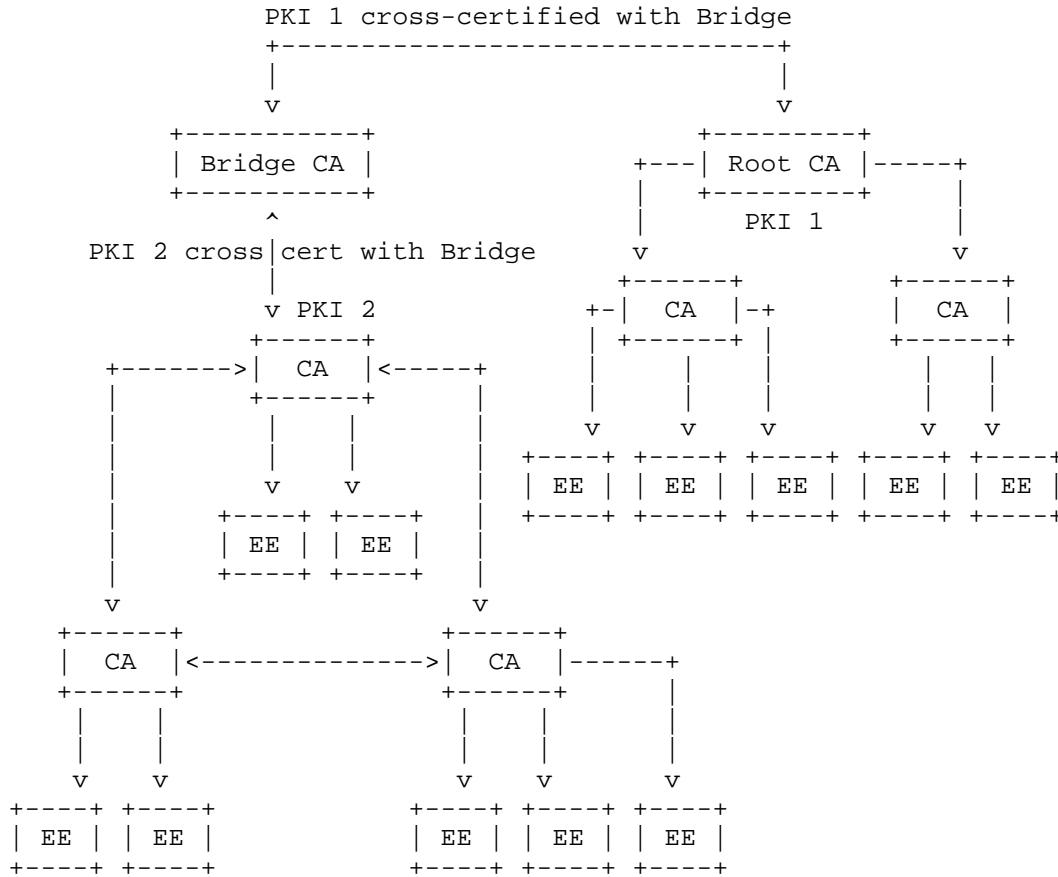 PKI 1 cross-certified with Bridge
Bridge CA
Root CA
PKI 1
PKI 2 cross cert with Bridge
PKI 2
CA
CA
CA
EE
EE
EE
EE
EE
EE
EE
CA
CA
EE
EE
EE
EE
EE